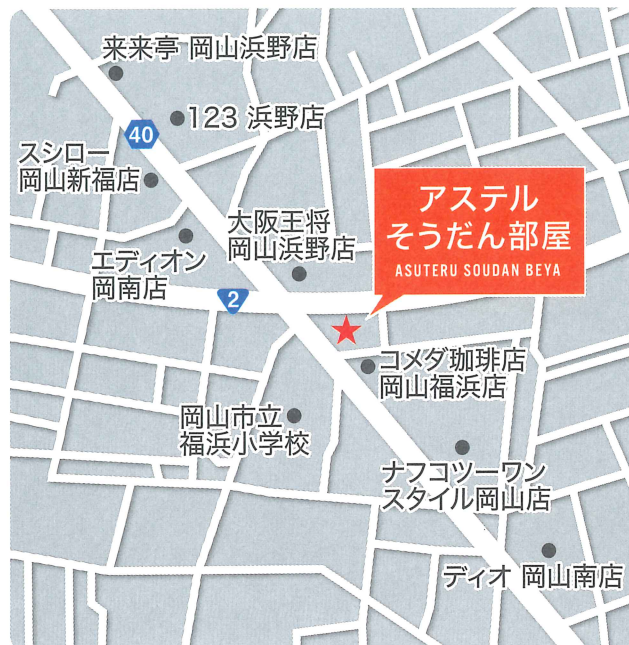 来来亭 岡山浜野店
123 浜野店
40
スシロー
岡山新福店
大阪王将
岡山浜野店
エディオン
岡南店
2
アステル
そうだん部屋
ASUTERU SOUDAN BEYA
コメダ珈琲店
岡山福浜店
岡山市立
福浜小学校
ナフコツーワン
スタイル岡山店
ディオ 岡山南店